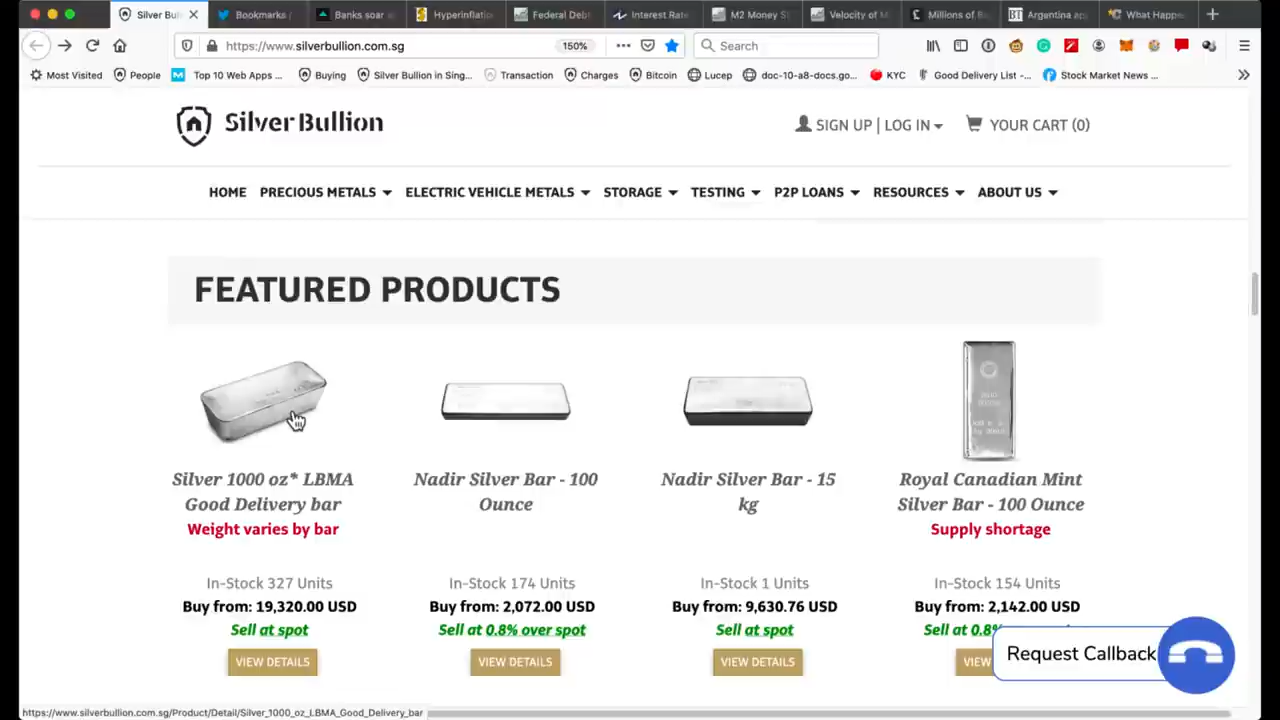 Silver Bul
Bookmarks
Banks soar a
Hyperinflatio
Federal Debt
Interest Rate
M2 Money S
Velocity of M
Millions of B
Argentina ap
What Happe
https://www.silverbullion.com.sg
150%
Search
Most Visited
People
Top 10 Web Apps ...
Buying
Silver Bullion in Sing...
Transaction
Charges
Bitcoin
Lucep
doc-10-a8-docs.go...
KYC
Good Delivery List -...
Stock Market News ...
Silver Bullion
SIGN UP | LOG IN
YOUR CART (0)
HOME
PRECIOUS METALS
ELECTRIC VEHICLE METALS
STORAGE
TESTING
P2P LOANS
RESOURCES
ABOUT US
FEATURED PRODUCTS
Silver 1000 oz* LBMA
Good Delivery bar
Weight varies by bar
In-Stock 327 Units
Buy from: 19,320.00 USD
Sell at spot
VIEW DETAILS
Nadir Silver Bar - 100
Ounce
In-Stock 174 Units
Buy from: 2,072.00 USD
Sell at 0.8% over spot
VIEW DETAILS
Nadir Silver Bar - 15
kg
In-Stock 1 Units
Buy from: 9,630.76 USD
Sell at spot
VIEW DETAILS
Royal Canadian Mint
Silver Bar - 100 Ounce
Supply shortage
In-Stock 154 Units
Buy from: 2,142.00 USD
Sell at 0.8%
VIEW
Request Callback
https://www.silverbullion.com.sg/Product/Detail/Silver_1000_oz_LBMA_Good_Delivery_bar